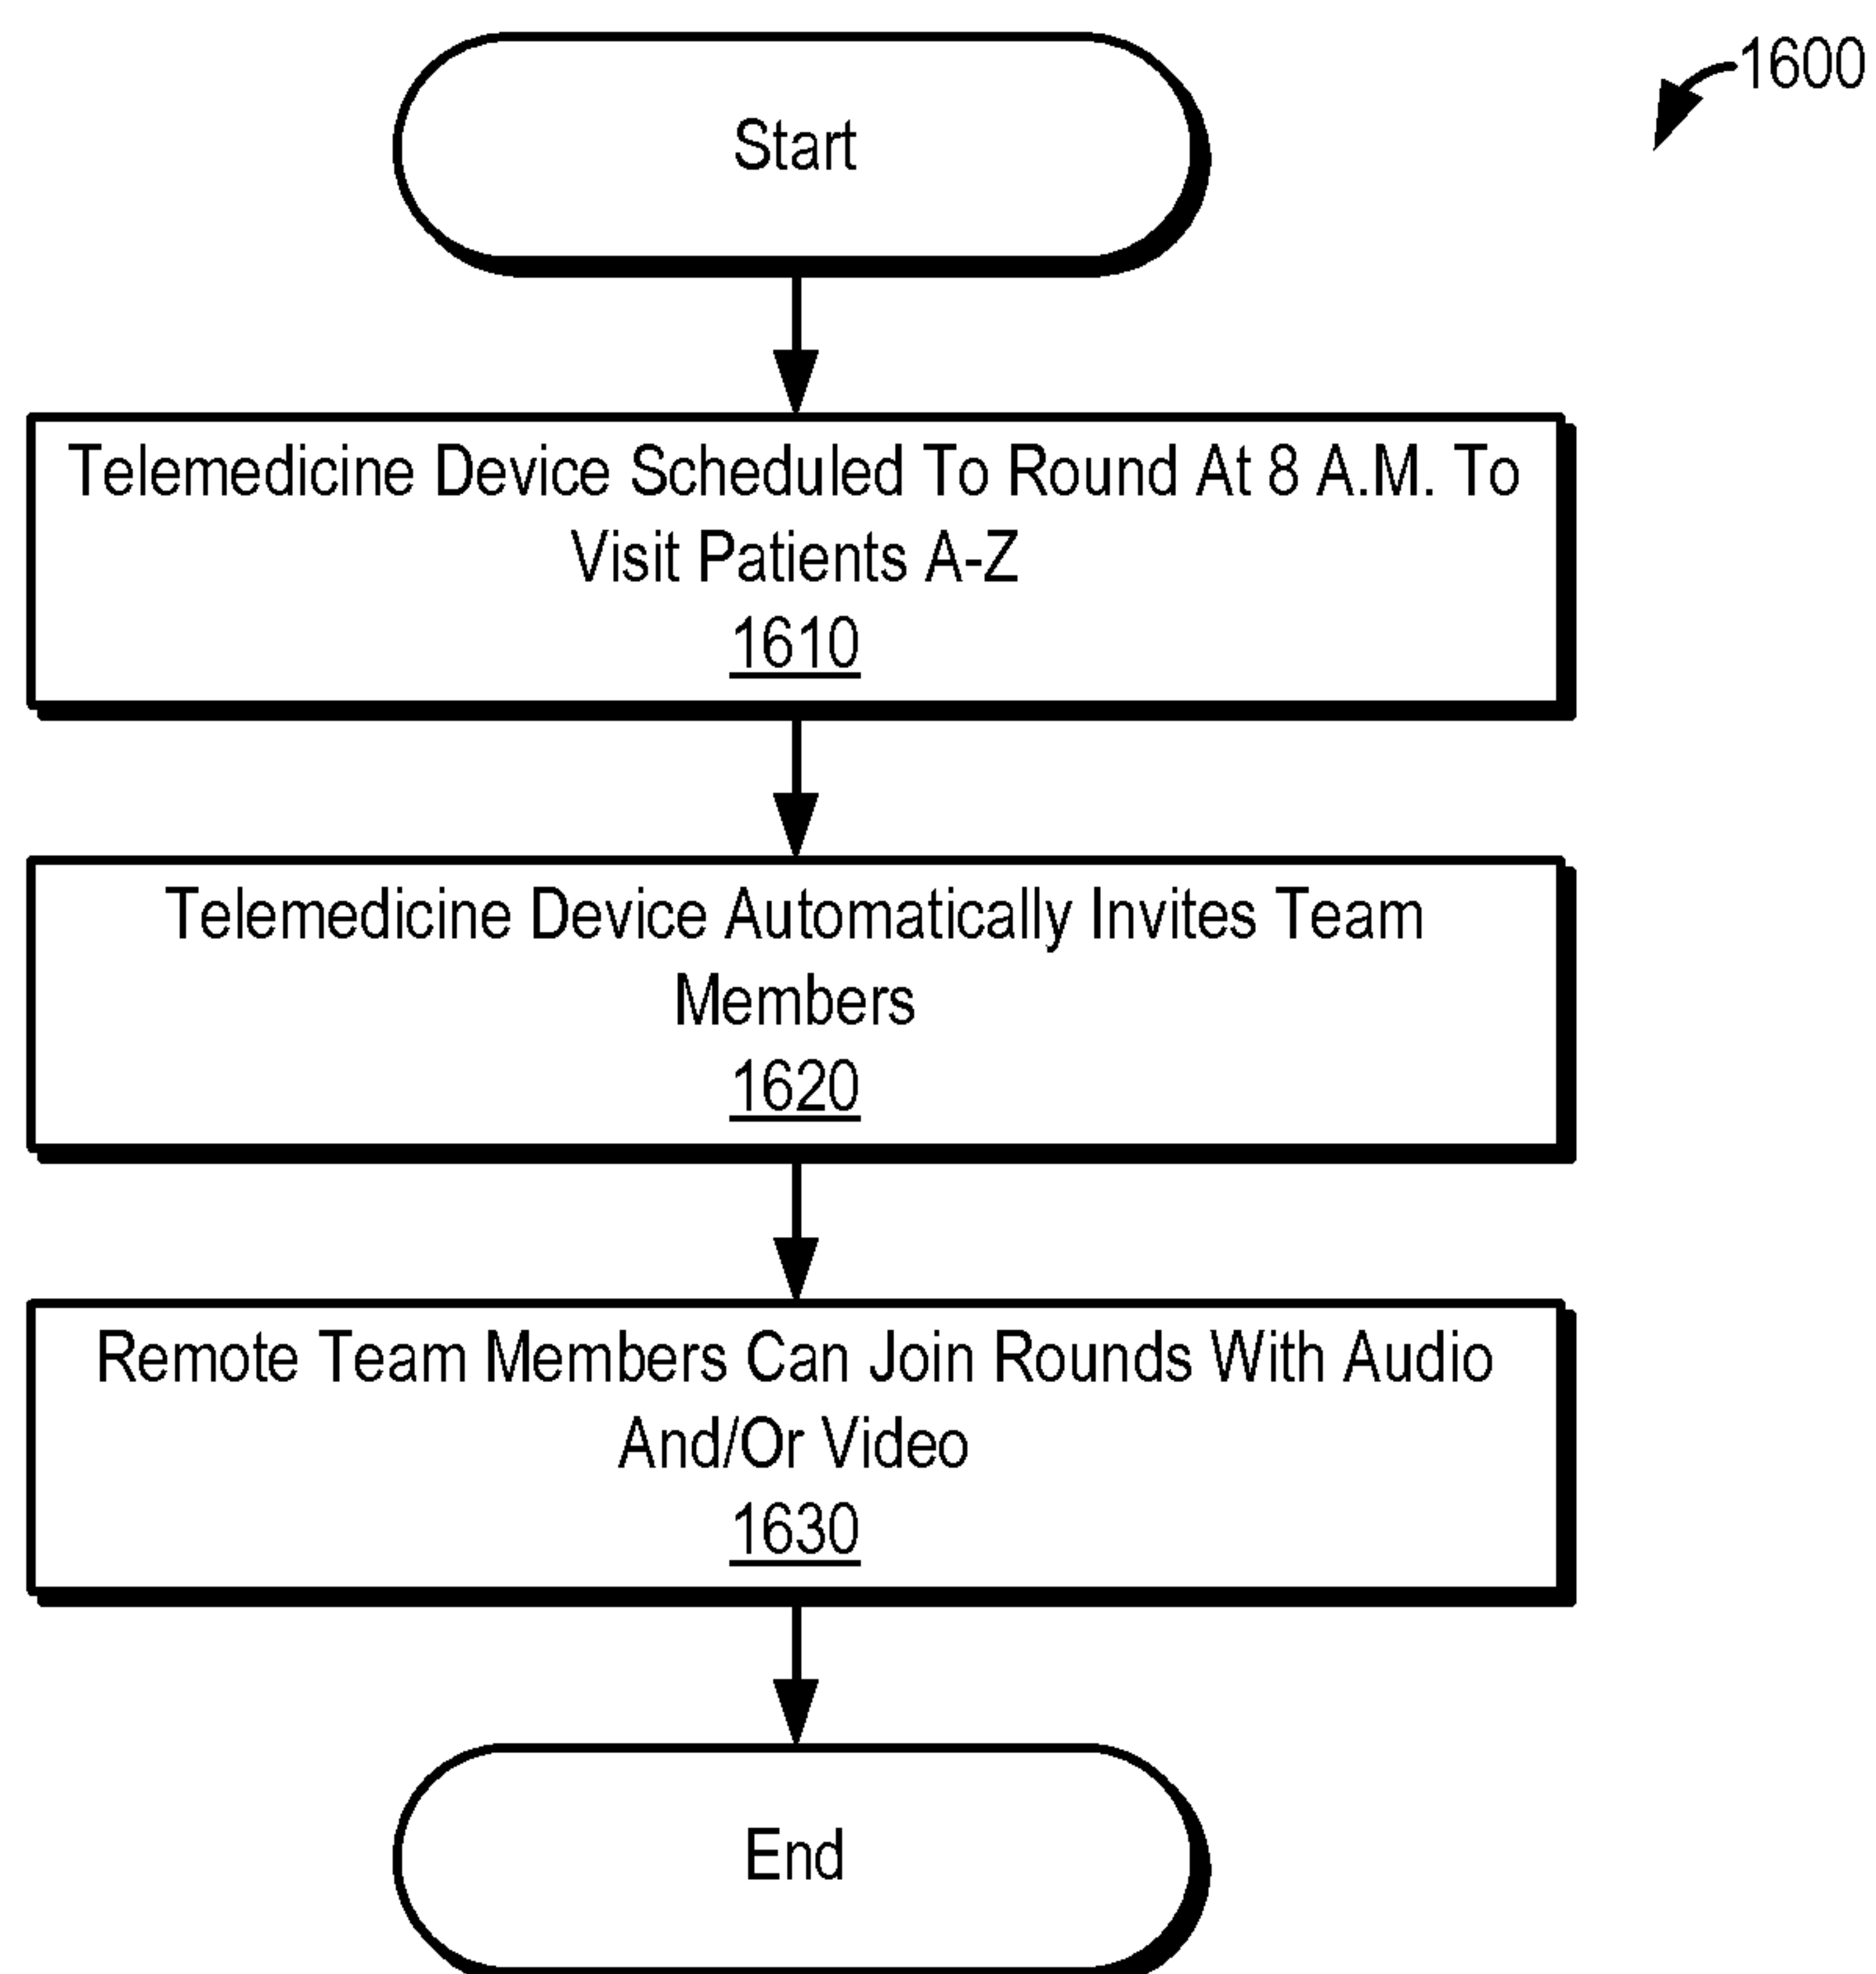 1600
Start
Telemedicine Device Scheduled To Round At 8 A.M. To
Visit Patients A-Z
1610
Telemedicine Device Automatically Invites Team
Members
1620
Remote Team Members Can Join Rounds With Audio
And/Or Video
1630
End